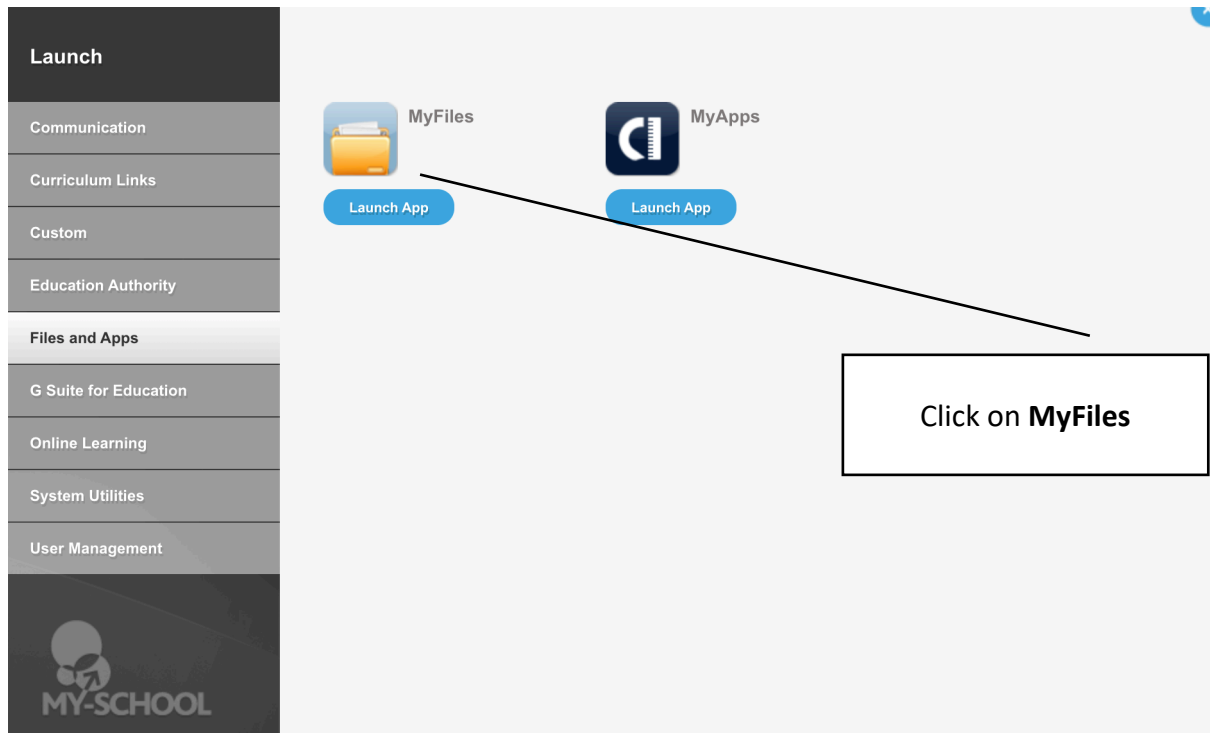 Launch
Communication
Curriculum Links
Custom
Education Authority
Files and Apps
G Suite for Education
Online Learning
System Utilities
User Management
MY-SCHOOL
MyFiles
Launch App
MyApps
Launch App
Click on MyFiles